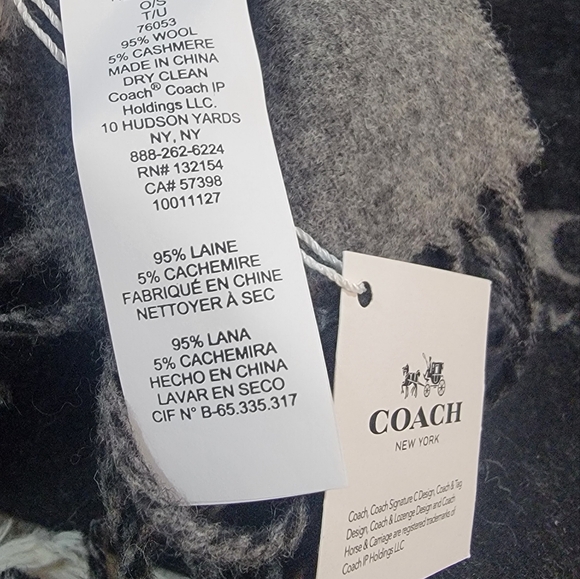 O/S
T/U
76053
95% WOOL
5% CASHMERE
MADE IN CHINA
DRY CLEAN
Coach® Coach IP
Holdings LLC.
10 HUDSON YARDS
NY, NY
888-262-6224
RN# 132154
CA# 57398
10011127
95% LAINE
5% CACHEMIRE
FABRIQUÉ EN CHINE
NETTOYER À SEC
95% LANA
5% CACHEMIRA
HECHO EN CHINA
LAVAR EN SECO
CIF N° B-65.335.317
COACH
NEW YORK
Coach, Coach Signature C Design, Coach & Tag
Design, Coach & Lozenge Design and Coach
Horse & Carriage are registered trademarks of
Coach IP Holdings LLC